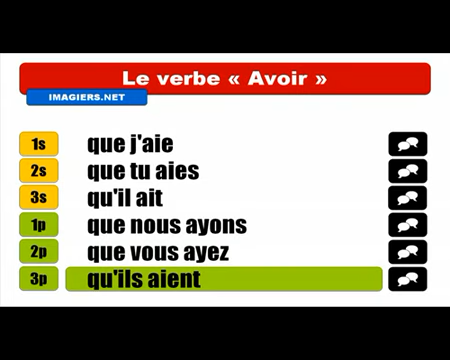 Le verbe « Avoir »
IMAGIERS.NET
1s que j'aie
2s que tu aies
3s qu'il ait
1p que nous ayons
2p que vous ayez
3p qu'ils aient